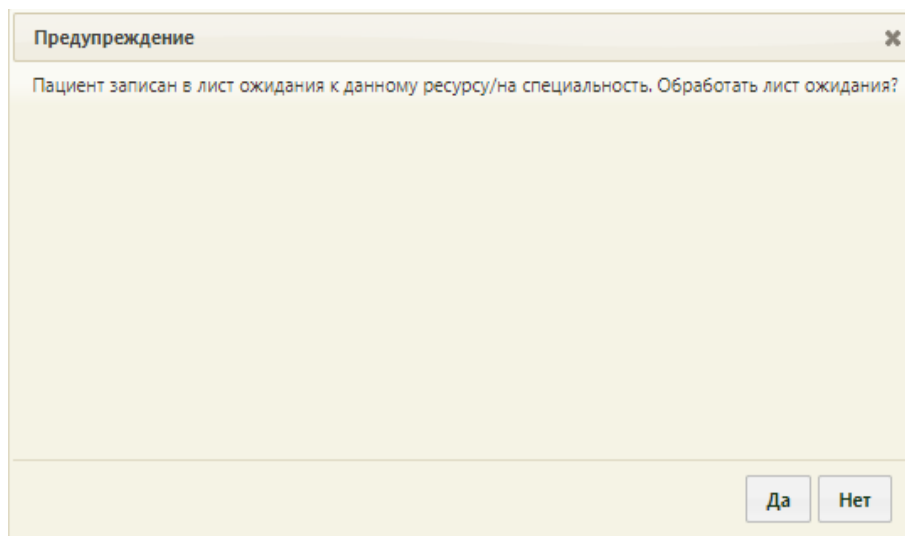 Предупреждение
Пациент записан в лист ожидания к данному ресурсу/на специальность. Обработать лист ожидания?
Да Нет